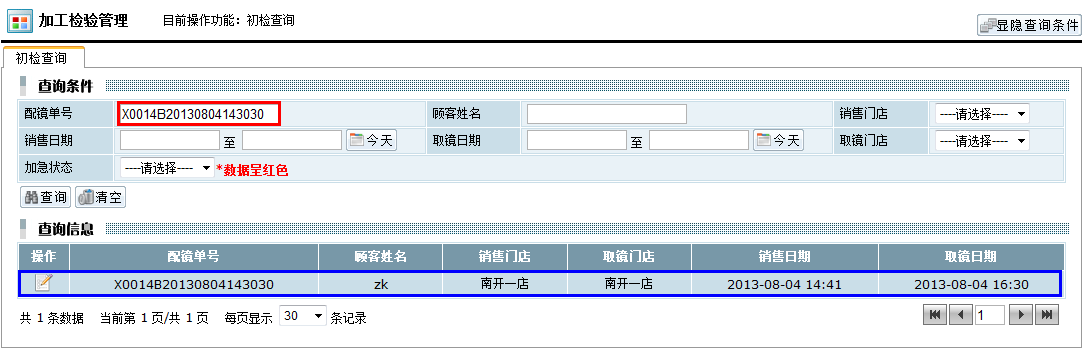 加工检验管理 目前操作功能：初检查询 显隐查询条件
初检查询
查询条件
配镜单号 X0014B20130804143030 顾客姓名 销售门店 ----请选择----
销售日期 至 今天 取镜日期 至 今天 取镜门店 ----请选择----
加急状态 ----请选择---- *数据呈红色
查询 清空
查询信息
操作 配镜单号 顾客姓名 销售门店 取镜门店 销售日期 取镜日期
X0014B20130804143030 zk 南开一店 南开一店 2013-08-04 14:41 2013-08-04 16:30
共 1 条数据 当前第 1 页/共 1 页 每页显示 30 条记录 1